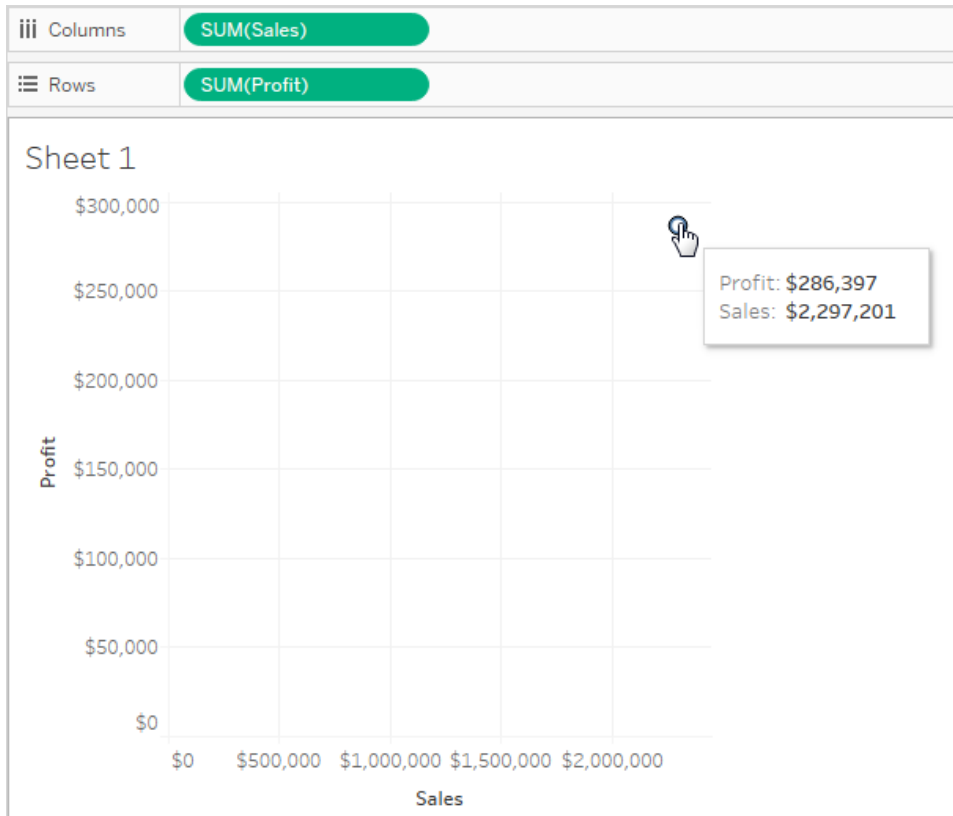 Columns SUM(Sales)
Rows SUM(Profit)
Sheet 1
$300,000
$250,000
$200,000
$150,000
$100,000
$50,000
$0
Profit
Profit: $286,397
Sales: $2,297,201
$0 $500,000 $1,000,000 $1,500,000 $2,000,000
Sales